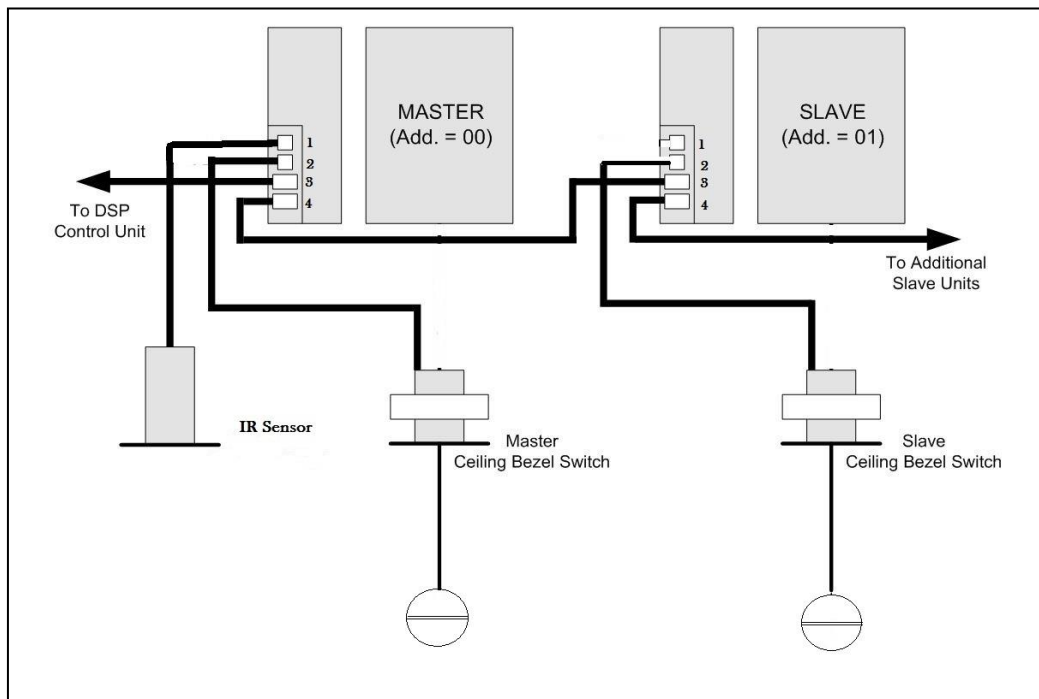 MASTER
(Add. = 00)
SLAVE
(Add. = 01)
1
2
3
4
1
2
3
4
To DSP
Control Unit
To Additional
Slave Units
IR Sensor
Master
Ceiling Bezel Switch
Slave
Ceiling Bezel Switch